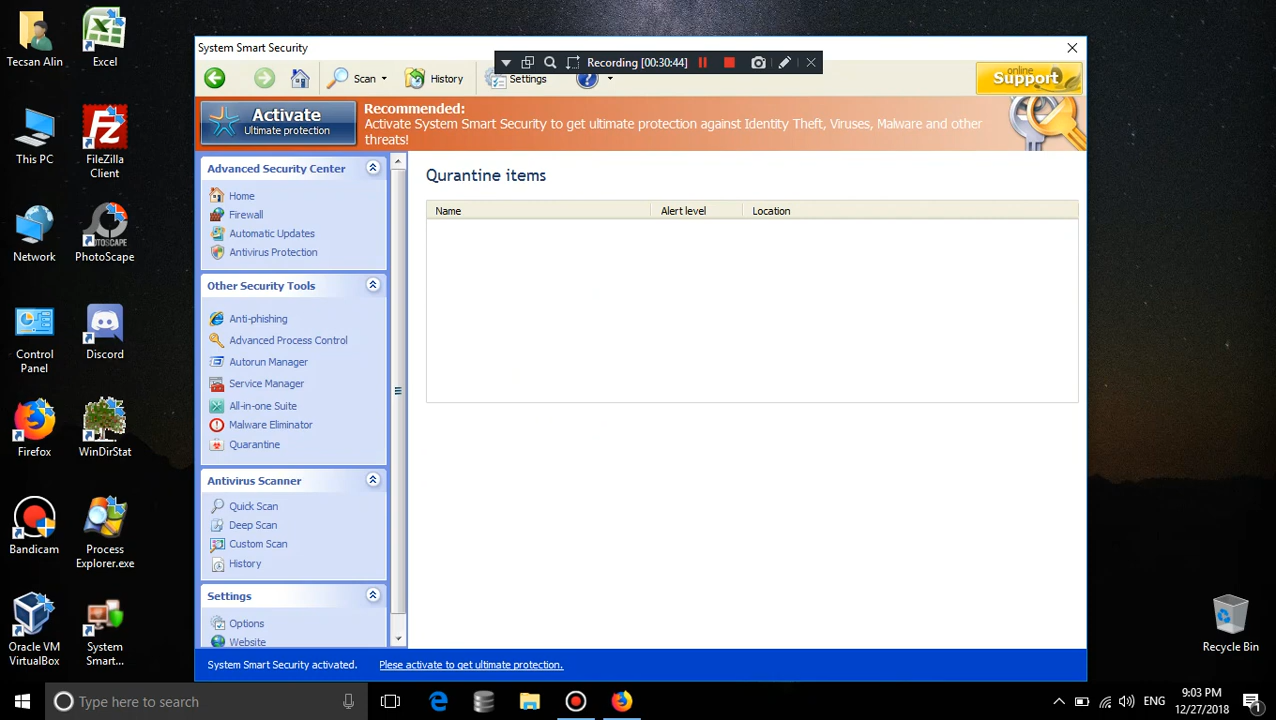 Tecsan Alin
Excel
This PC
FileZilla
Client
Network
PhotoScape
Control
Panel
Discord
Firefox
WinDirStat
Bandicam
Process
Explorer.exe
Oracle VM
VirtualBox
System
Smart...
System Smart Security
Recording [00:30:44]
Scan
History
Settings
online
Support
Activate
Ultimate protection
Recommended:
Activate System Smart Security to get ultimate protection against Identity Theft, Viruses, Malware and other
threats!
Advanced Security Center
Home
Firewall
Automatic Updates
Antivirus Protection
Other Security Tools
Anti-phishing
Advanced Process Control
Autorun Manager
Service Manager
All-in-one Suite
Malware Eliminator
Quarantine
Antivirus Scanner
Quick Scan
Deep Scan
Custom Scan
History
Settings
Options
Website
Qurantine items
Name Alert level Location
System Smart Security activated. Plese activate to get ultimate protection.
Recycle Bin
Type here to search
ENG
9:03 PM
12/27/2018
1